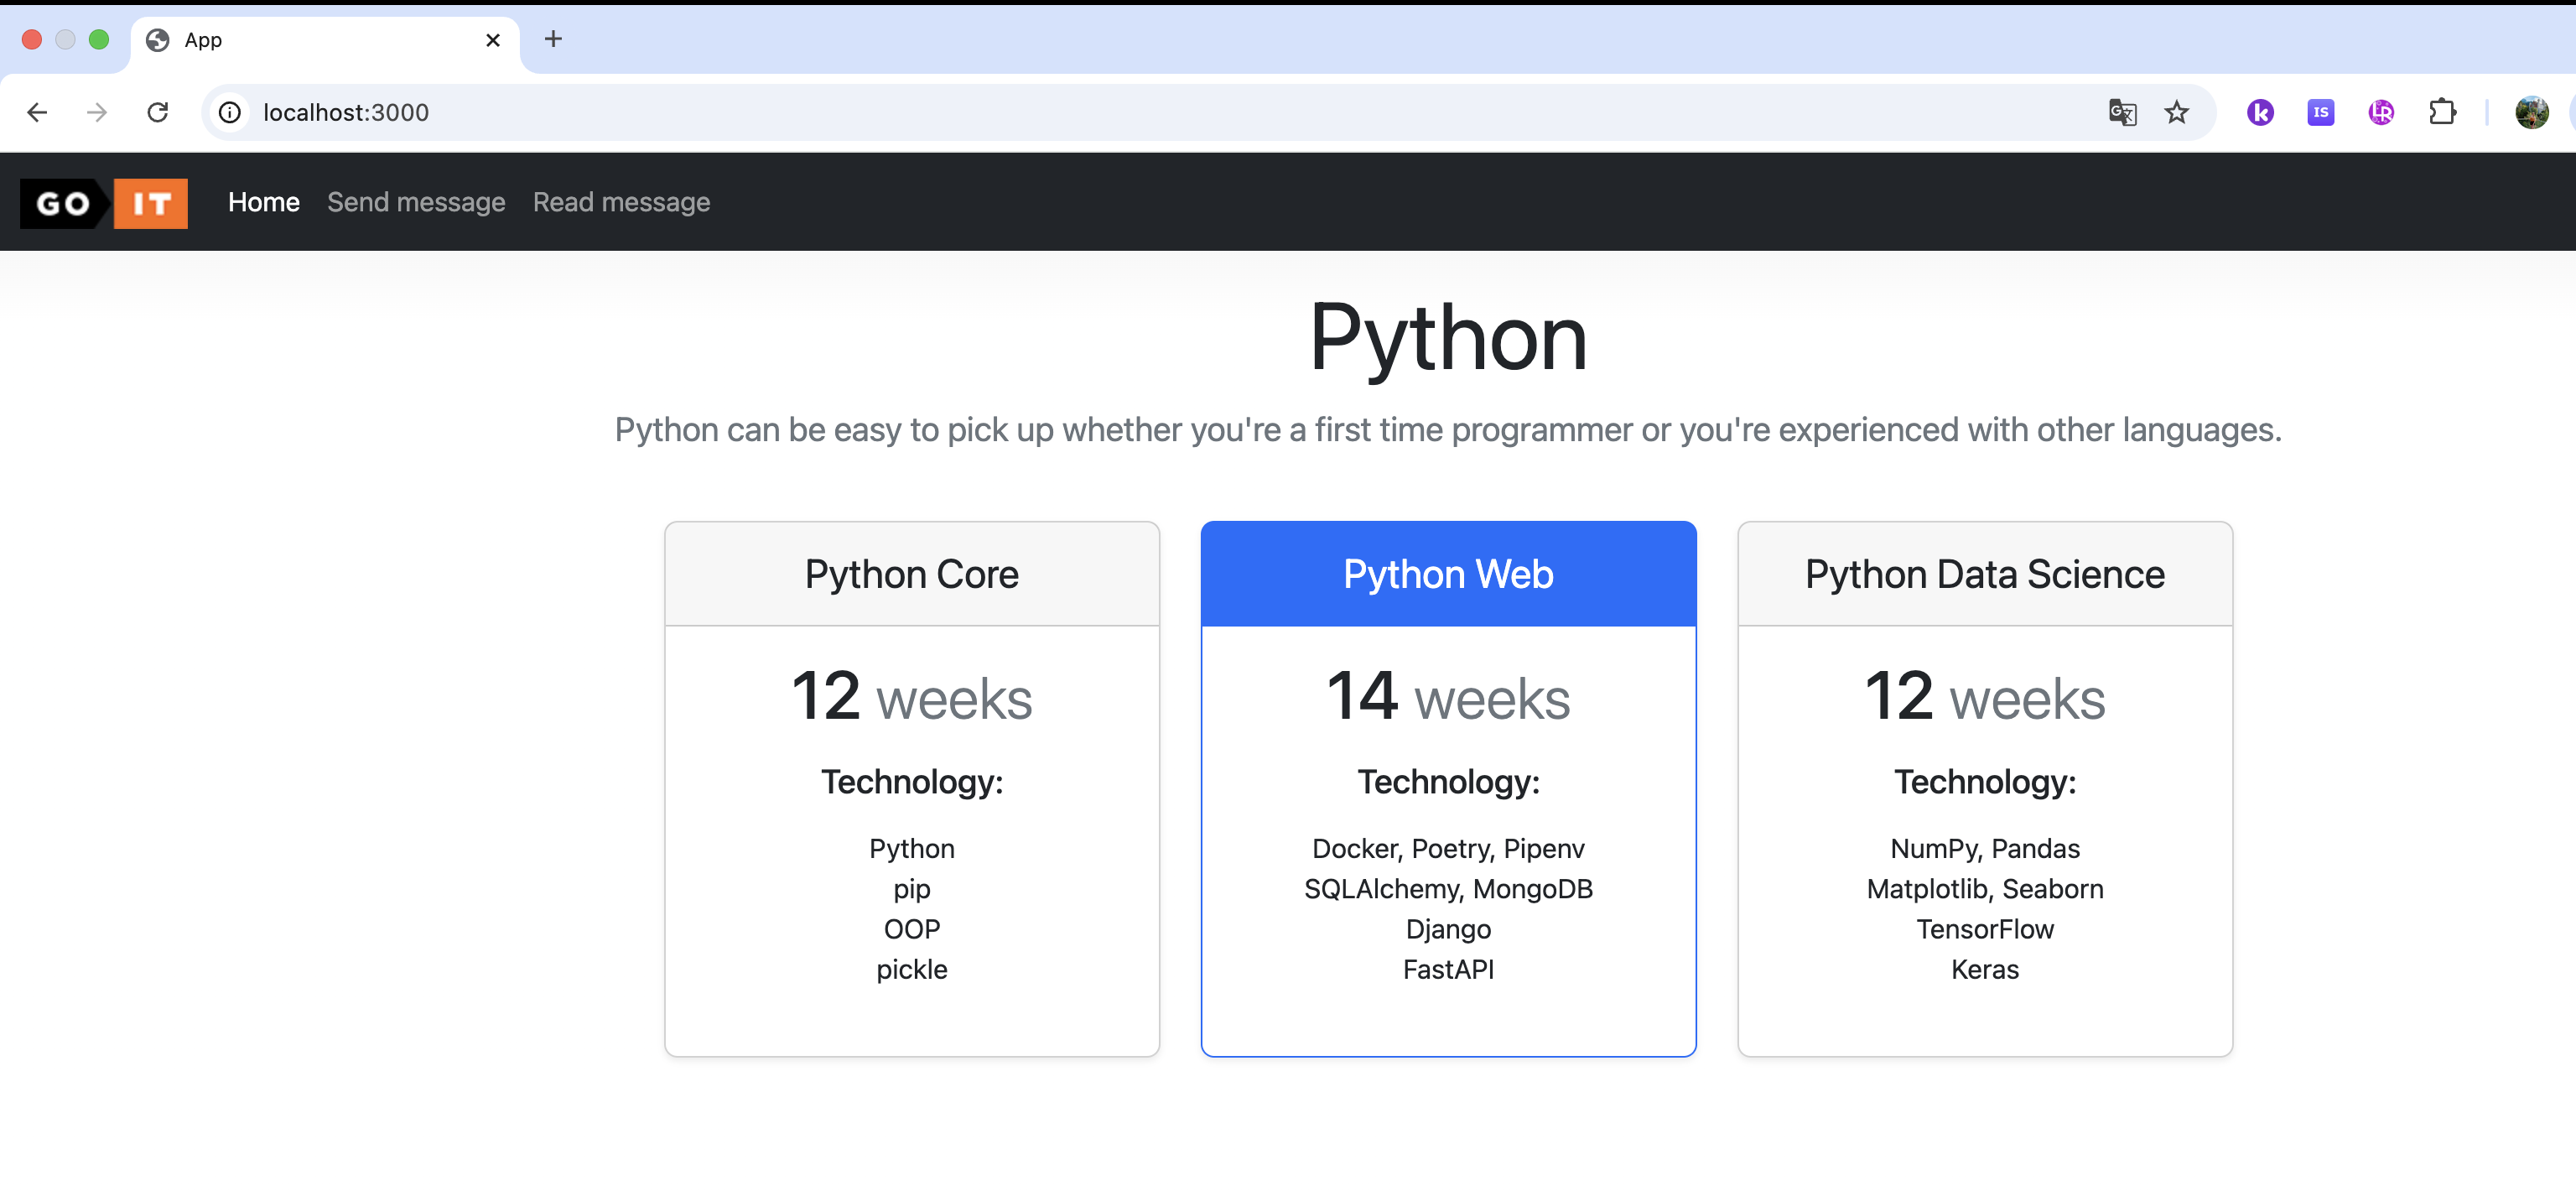 App
localhost:3000
k
IS
LR
GO IT
Home Send message Read message
Python
Python can be easy to pick up whether you're a first time programmer or you're experienced with other languages.
Python Core
12 weeks
Technology:
Python
pip
OOP
pickle
Python Web
14 weeks
Technology:
Docker, Poetry, Pipenv
SQLAlchemy, MongoDB
Django
FastAPI
Python Data Science
12 weeks
Technology:
NumPy, Pandas
Matplotlib, Seaborn
TensorFlow
Keras